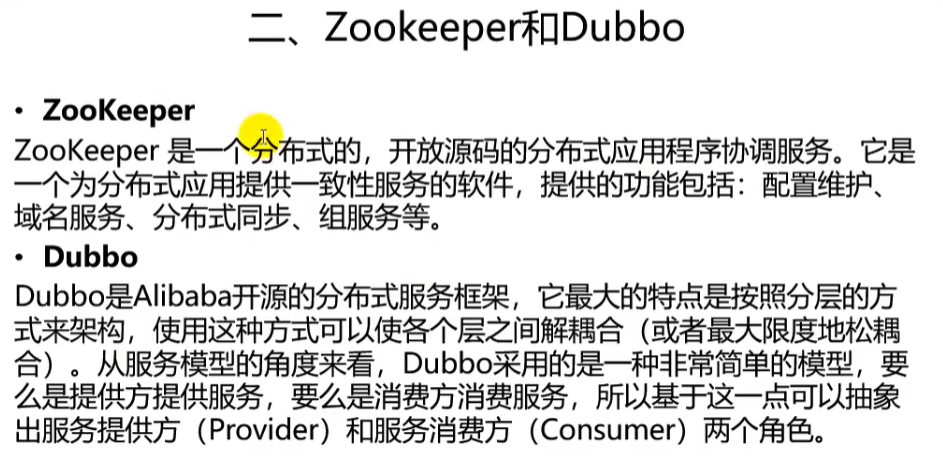 二、Zookeeper和Dubbo
• ZooKeeper
ZooKeeper 是一个分布式的，开放源码的分布式应用程序协调服务。它是
一个为分布式应用提供一致性服务的软件，提供的功能包括：配置维护、
域名服务、分布式同步、组服务等。
• Dubbo
Dubbo是Alibaba开源的分布式服务框架，它最大的特点是按照分层的方
式来架构，使用这种方式可以使各个层之间解耦合（或者最大限度地松耦
合）。从服务模型的角度来看，Dubbo采用的是一种非常简单的模型，要
么是提供方提供服务，要么是消费方消费服务，所以基于这一点可以抽象
出服务提供方（Provider）和服务消费方（Consumer）两个角色。